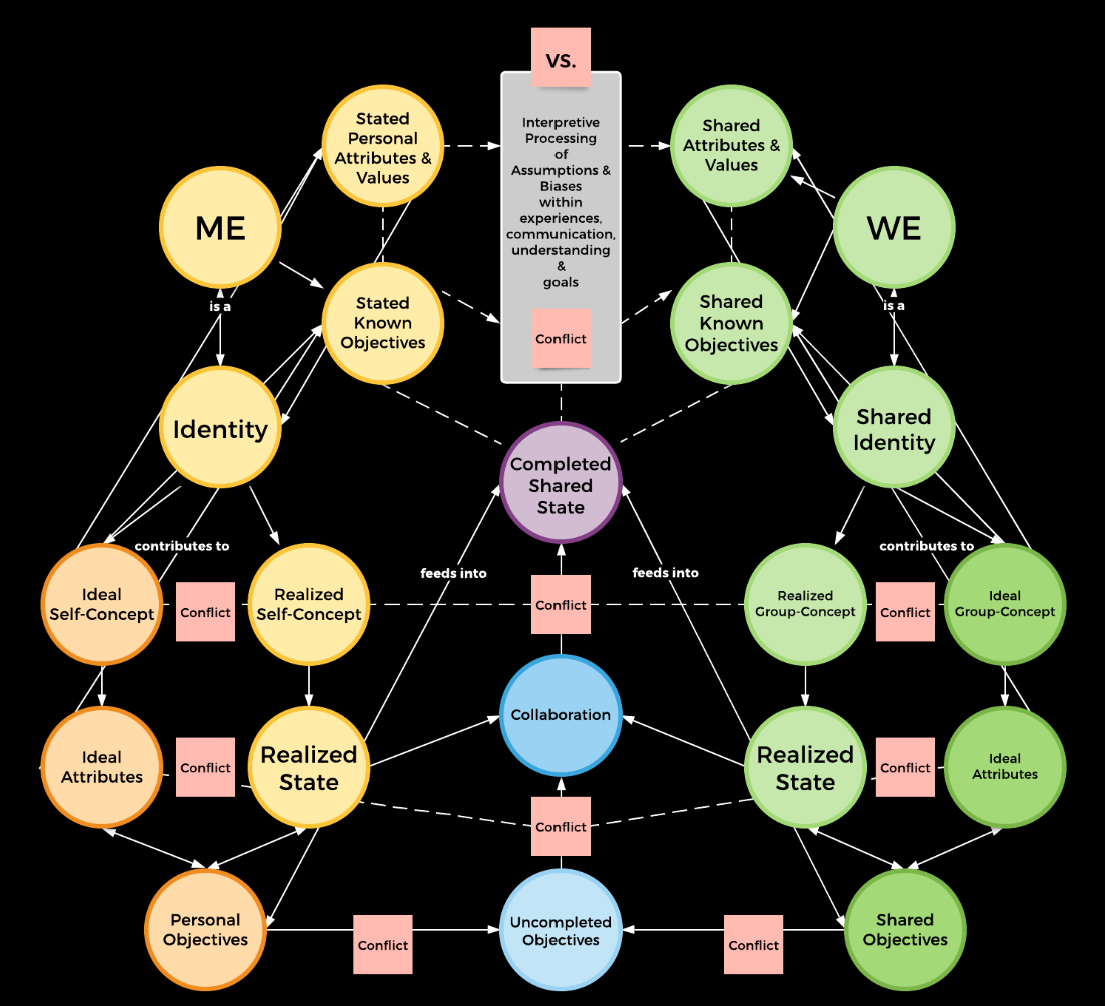 VS.
Interpretive
Processing
of
Assumptions &
Biases
within
experiences,
communication,
understanding
&
goals
Conflict
Stated
Personal
Attributes &
Values
Shared
Attributes &
Values
ME
WE
is a
is a
Stated
Known
Objectives
Shared
Known
Objectives
Identity
Shared
Identity
Completed
Shared
State
contributes to
feeds into
feeds into
contributes to
Ideal
Self-Concept
Conflict
Realized
Self-Concept
Conflict
Realized
Group-Concept
Conflict
Ideal
Group-Concept
Collaboration
Ideal
Attributes
Conflict
Realized
State
Realized
State
Conflict
Ideal
Attributes
Conflict
Personal
Objectives
Conflict
Uncompleted
Objectives
Conflict
Shared
Objectives